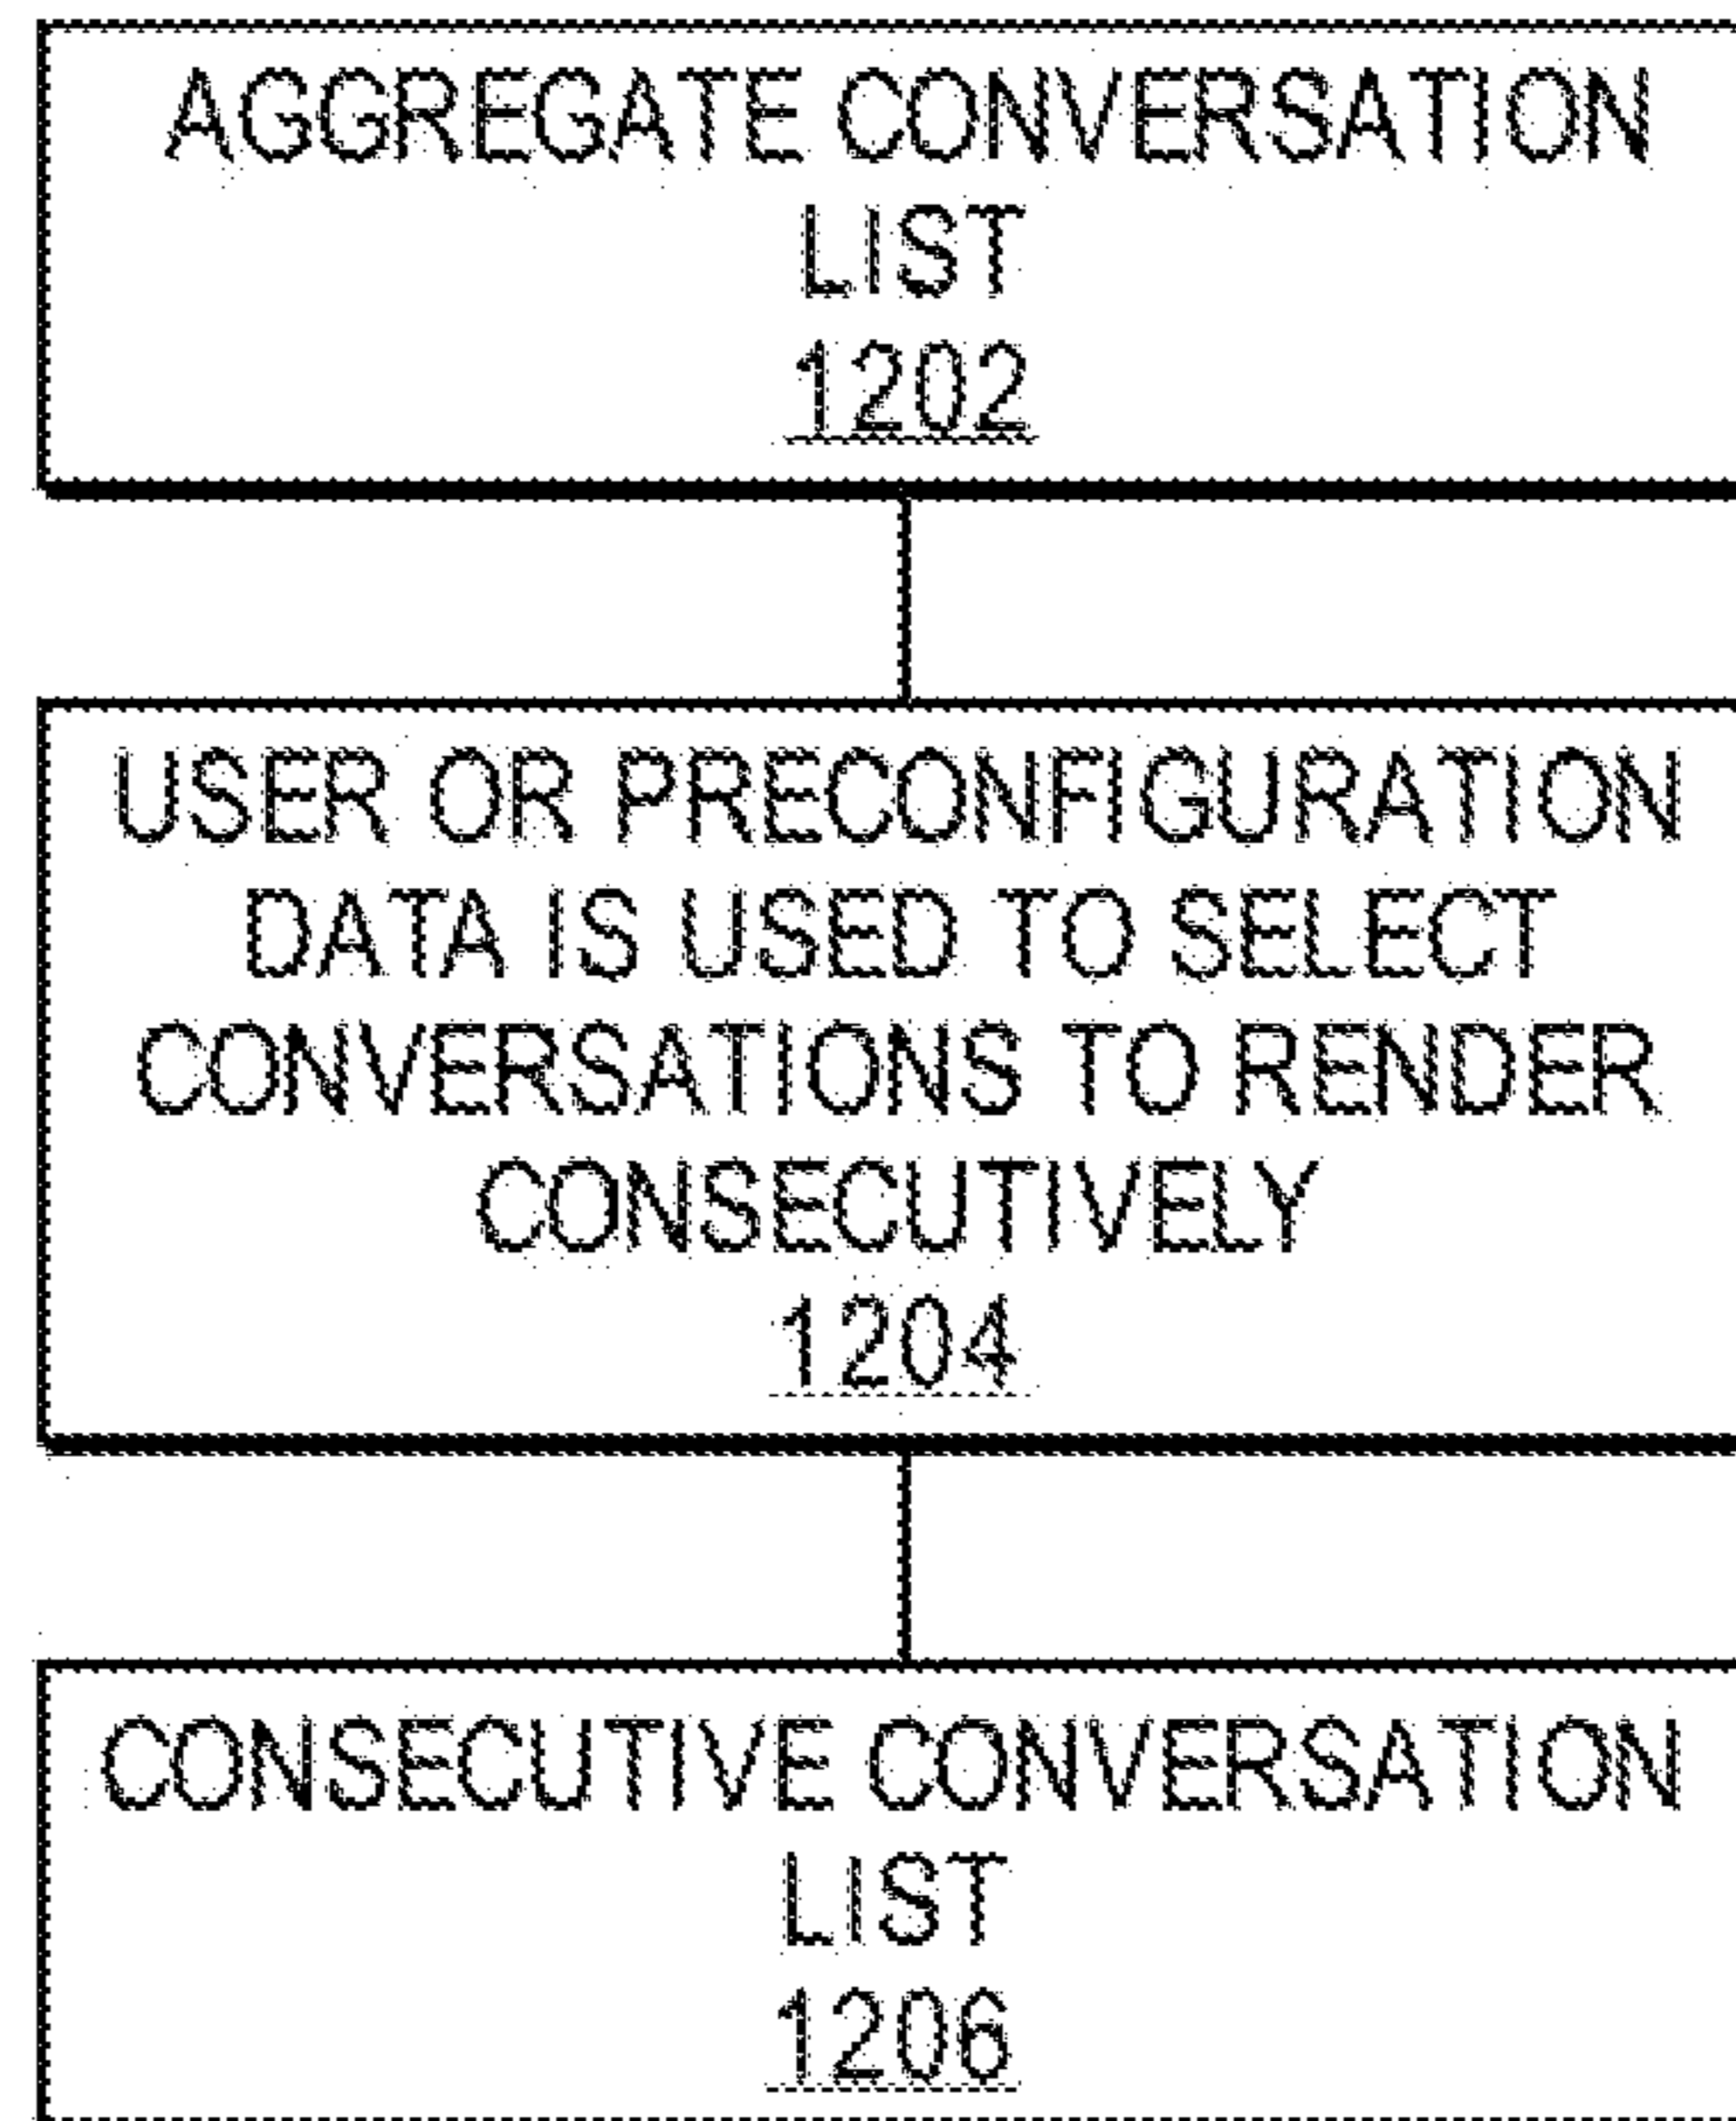 AGGREGATE CONVERSATION
LIST
1202
USER OR PRECONFIGURATION
DATA IS USED TO SELECT
CONVERSATIONS TO RENDER
CONSECUTIVELY
1204
CONSECUTIVE CONVERSATION
LIST
1206